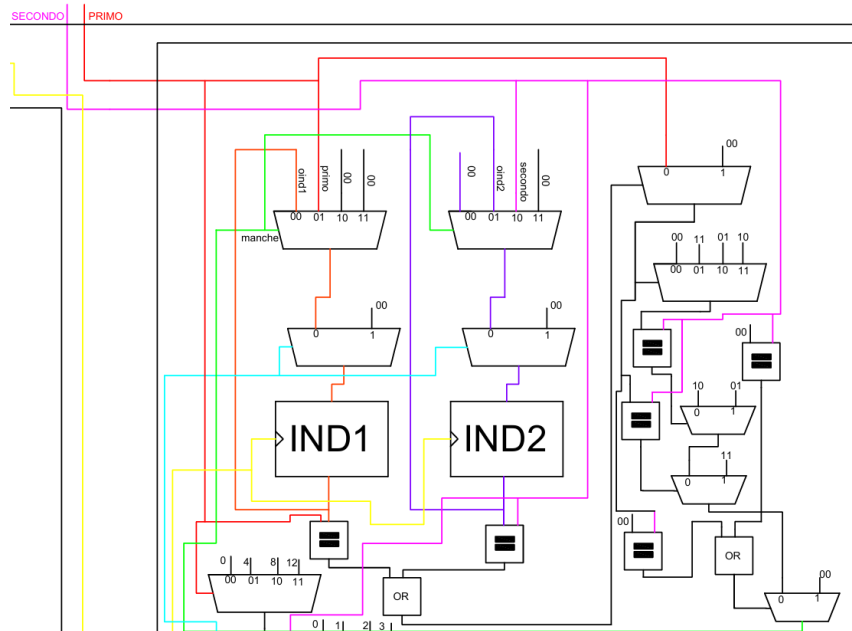 SECONDO PRIMO
00
oind1 primo 00 00
00 oind2 secondo 00
0 1
00 01 10 11
00 01 10 11
manche
00 11 01 10
00 01 10 11
00
0 1
00
0 1
00
10 01
0 1
IND1
IND2
11
0 1
00
0 4 8 12
00 01 10 11
OR
OR
00
0 1
0 1 2 3